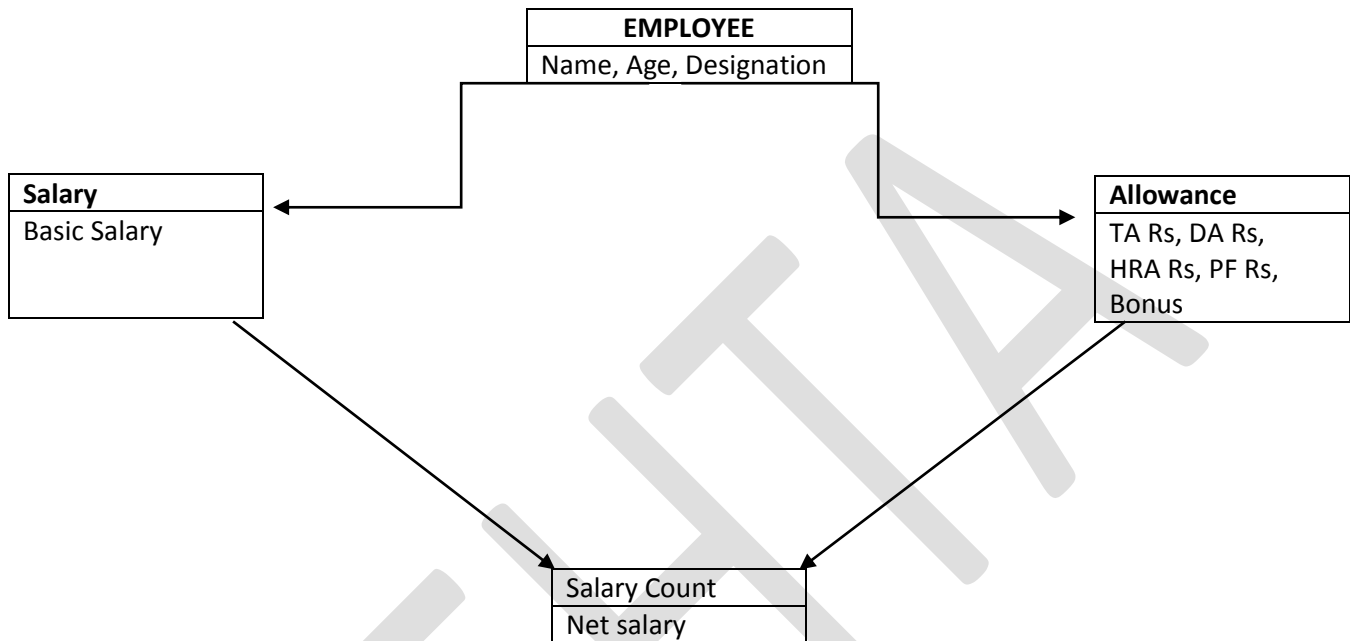 EMPLOYEE
Name, Age, Designation
Salary
Basic Salary
Allowance
TA Rs, DA Rs,
HRA Rs, PF Rs,
Bonus
Salary Count
Net salary